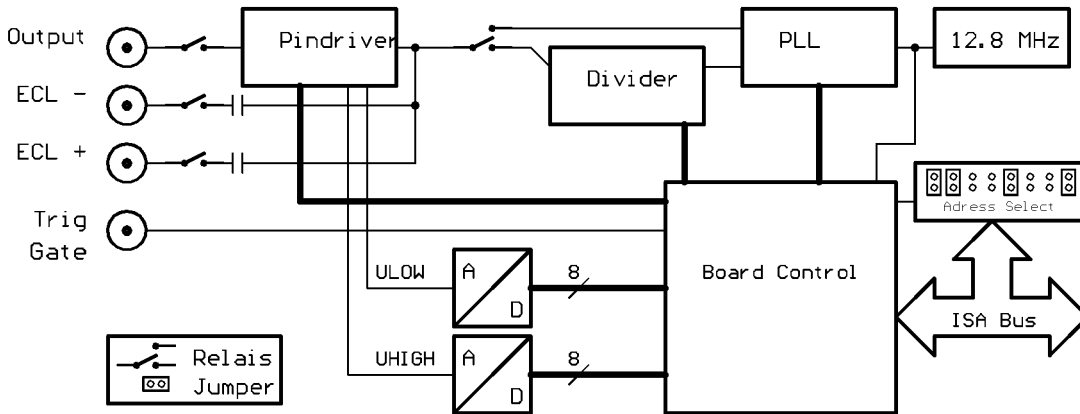 Output
Pindriver
PLL
12.8 MHz
Divider
ECL -
ECL +
Adress Select
Trig
Gate
ULOW
A
D
8
Board Control
ISA Bus
UHIGH
A
D
8
Relais
Jumper